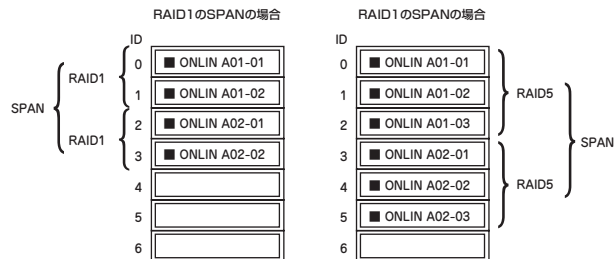 RAID1のSPANの場合
ID
0 ■ ONLIN A01-01
1 ■ ONLIN A01-02
2 ■ ONLIN A02-01
3 ■ ONLIN A02-02
4
5
6
RAID1
RAID1
SPAN
RAID1のSPANの場合
ID
0 ■ ONLIN A01-01
1 ■ ONLIN A01-02
2 ■ ONLIN A01-03
3 ■ ONLIN A02-01
4 ■ ONLIN A02-02
5 ■ ONLIN A02-03
6
RAID5
RAID5
SPAN